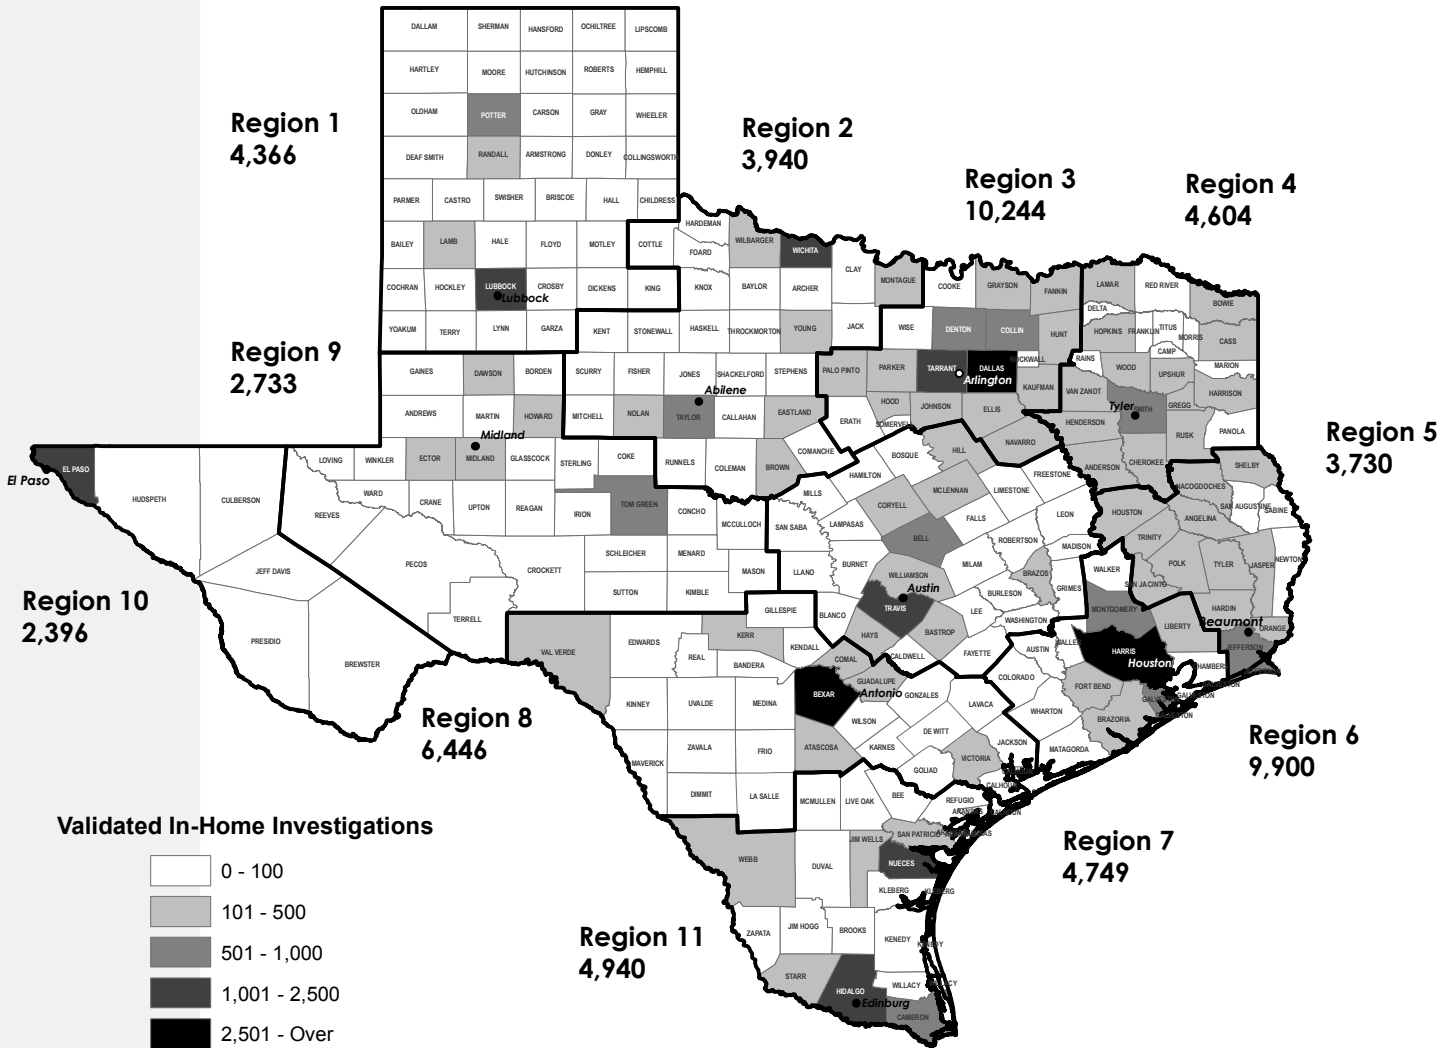 DALLAM SHERMAN HANSFORD OCHILTREE LIPSCOMB
HARTLEY MOORE HUTCHINSON ROBERTS HEMPHILL
OLDHAM POTTER CARSON GRAY WHEELER
Region 1
4,366
DEAF SMITH RANDALL ARMSTRONG DONLEY COLLINGSWORTH
Region 2
3,940
Region 3
10,244
Region 4
4,604
PARMER CASTRO SWISHER BRISCOE HALL CHILDRESS
HARDEMAN
BAILEY LAMB HALE FLOYD MOTLEY COTTLE FOARD WILBARGER WICHITA
CLAY MONTAGUE COOKE GRAYSON FANNIN LAMAR RED RIVER BOWIE
COCHRAN HOCKLEY LUBBOCK CROSBY DICKENS KING KNOX BAYLOR ARCHER
Lubbock
DELTA
YOAKUM TERRY LYNN GARZA KENT STONEWALL HASKELL THROCKMORTON YOUNG JACK WISE DENTON COLLIN HUNT HOPKINS FRANKLIN TITUS MORRIS CASS
CAMP
Region 9
2,733
GAINES DAWSON BORDEN SCURRY FISHER JONES SHACKELFORD STEPHENS PALO PINTO PARKER TARRANT DALLAS ROCKWALL RAINS WOOD UPSHUR MARION
Arlington
KAUFMAN VAN ZANDT HARRISON
Abilene
ANDREWS MARTIN HOWARD MITCHELL NOLAN TAYLOR CALLAHAN EASTLAND ERATH HOOD SOMERVELL JOHNSON ELLIS HENDERSON SMITH GREGG
Tyler
RUSK PANOLA
Midland
NAVARRO
Region 5
3,730
LOVING WINKLER ECTOR MIDLAND GLASSCOCK STERLING COKE RUNNELS COLEMAN BROWN COMANCHE BOSQUE HILL ANDERSON CHEROKEE SHELBY
El Paso
EL PASO HUDSPETH CULBERSON
HAMILTON FREESTONE NACOGDOCHES
WARD CRANE UPTON REAGAN IRION TOM GREEN CONCHO MCCULLOCH MILLS CORYELL MCLENNAN LIMESTONE
REEVES SAN SABA LAMPASAS FALLS LEON HOUSTON ANGELINA SAN AUGUSTINE SABINE
BELL ROBERTSON MADISON TRINITY
PECOS CROCKETT SCHLEICHER MENARD MASON LLANO BURNET WILLIAMSON MILAM BRAZOS WALKER POLK TYLER JASPER NEWTON
JEFF DAVIS
SUTTON KIMBLE
Austin
BURLESON GRIMES SAN JACINTO
Region 10
2,396
TERRELL GILLESPIE BLANCO TRAVIS LEE WASHINGTON MONTGOMERY HARDIN
LIBERTY ORANGE
Beaumont
JEFFERSON
PRESIDIO BREWSTER VAL VERDE EDWARDS KERR REAL BANDERA KENDALL HAYS BASTROP CALDWELL FAYETTE AUSTIN WALLER HARRIS
Houston
CHAMBERS
COMAL GUADALUPE
COLORADO FORT BEND
KINNEY UVALDE MEDINA BEXAR
Antonio
GONZALES LAVACA WHARTON BRAZORIA GALVESTON
WILSON
Region 8
6,446
DE WITT
ZAVALA FRIO ATASCOSA KARNES JACKSON MATAGORDA
MAVERICK GOLIAD VICTORIA
Region 6
9,900
CALHOUN
DIMMIT LA SALLE MCMULLEN LIVE OAK BEE REFUGIO
Validated In-Home Investigations
SAN PATRICIO
JIM WELLS
Region 7
4,749
WEBB DUVAL NUECES
0 - 100
KLEBERG KLEBERG
101 - 500
ZAPATA JIM HOGG BROOKS KENEDY KENEDY
Region 11
4,940
501 - 1,000
STARR HIDALGO WILLACY
1,001 - 2,500
Edinburg
CAMERON
2,501 - Over